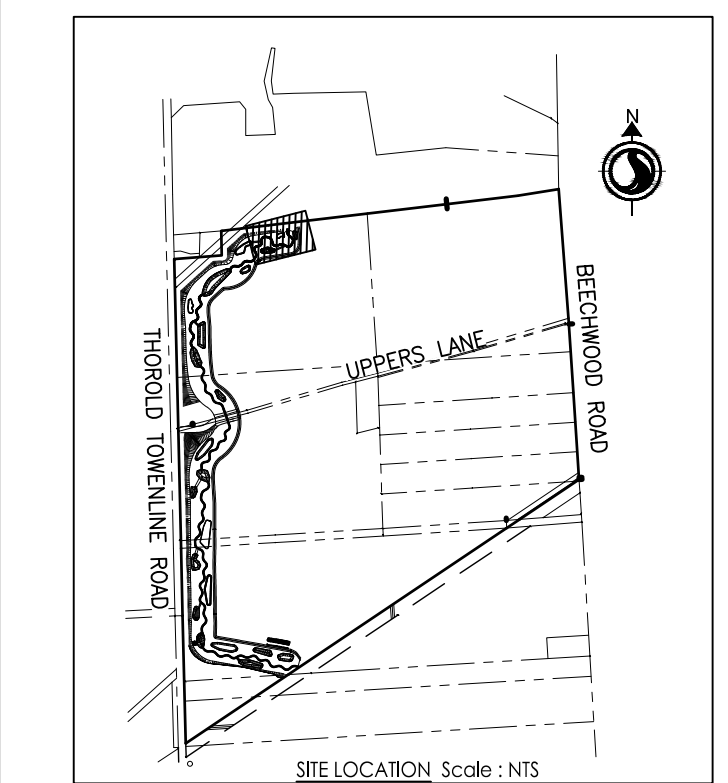 N
UPPERS LANE
BEECHWOOD ROAD
THOROLD TOWENLINE ROAD
SITE LOCATION Scale : NTS